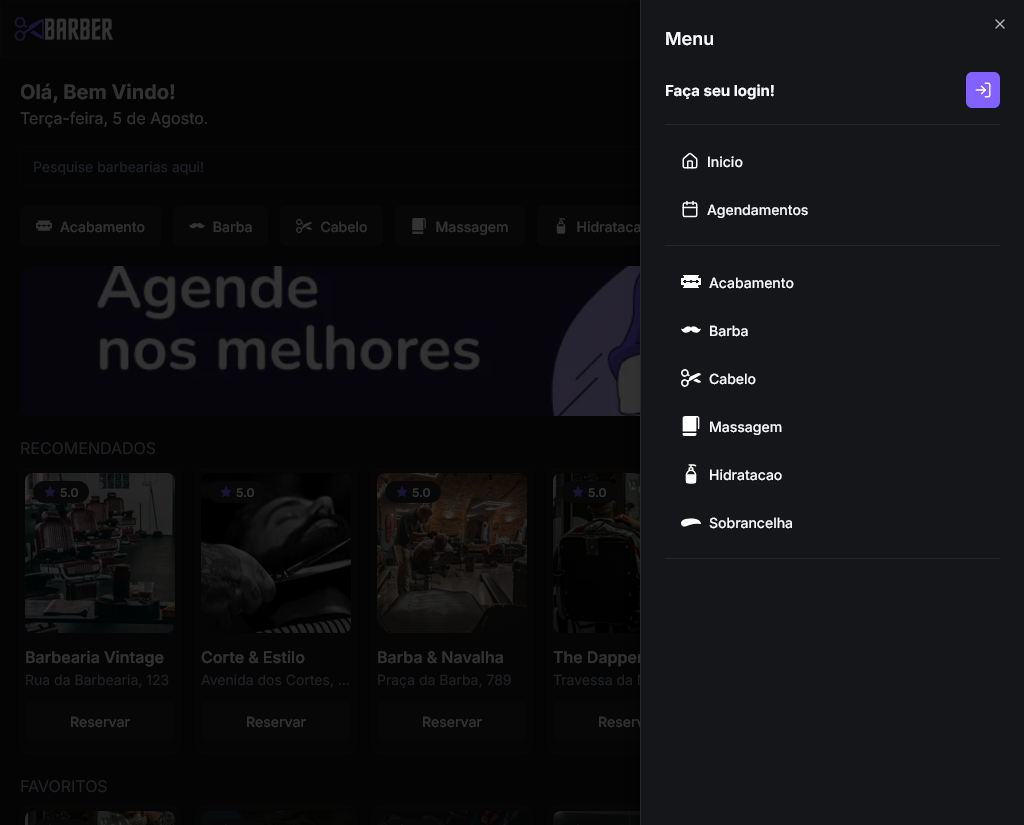 BARBER
Olá, Bem Vindo!
Terça-feira, 5 de Agosto.
Pesquise barbearias aqui!
Acabamento
Barba
Cabelo
Massagem
Hidrataca
Agende
nos melhores
RECOMENDADOS
5.0
5.0
5.0
5.0
Barbearia Vintage
Corte & Estilo
Barba & Navalha
The Dapper
Rua da Barbearia, 123
Avenida dos Cortes, ...
Praça da Barba, 789
Travessa da
Reservar
Reservar
Reservar
Reserv
FAVORITOS
Menu
Faça seu login!
Inicio
Agendamentos
Acabamento
Barba
Cabelo
Massagem
Hidratacao
Sobrancelha